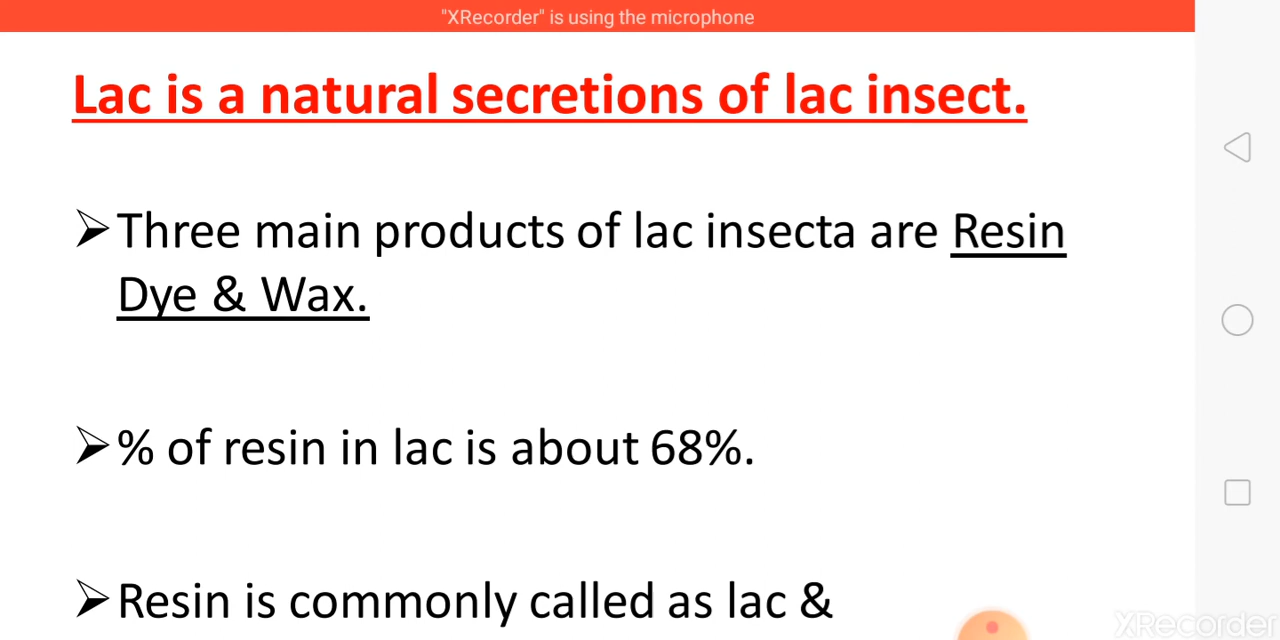 "XRecorder" is using the microphone
Lac is a natural secretions of lac insect.
➢Three main products of lac insecta are Resin
Dye & Wax.
➢% of resin in lac is about 68%.
➢Resin is commonly called as lac &
XRecorder